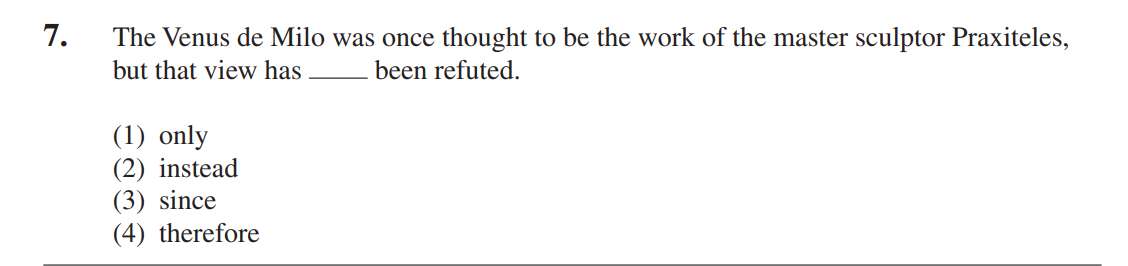 7. The Venus de Milo was once thought to be the work of the master sculptor Praxiteles,
but that view has ____ been refuted.
(1) only
(2) instead
(3) since
(4) therefore